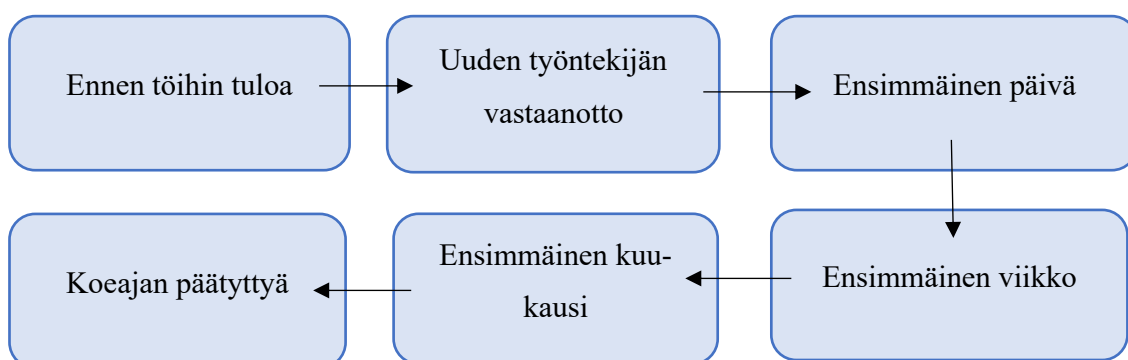 Ennen töihin tuloa
Uuden työntekijän
vastaanotto
Ensimmäinen päivä
Ensimmäinen viikko
Ensimmäinen kuu-
kausi
Koeajan päätyttyä